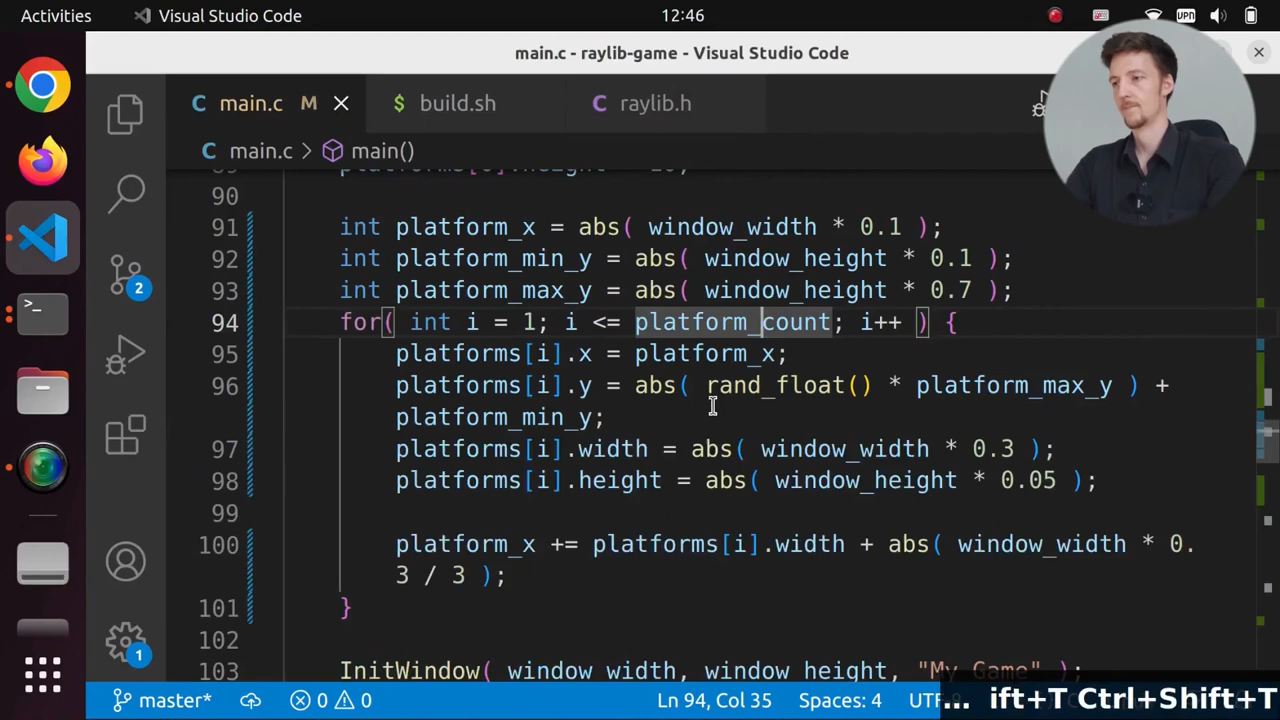 Activities
Visual Studio Code
12:46
VPN
main.c - raylib-game - Visual Studio Code
C main.c M
$ build.sh
C raylib.h
C main.c > main()
90
91 int platform_x = abs( window_width * 0.1 );
92 int platform_min_y = abs( window_height * 0.1 );
93 int platform_max_y = abs( window_height * 0.7 );
94 for( int i = 1; i <= platform_count; i++ ) {
95 platforms[i].x = platform_x;
96 platforms[i].y = abs( rand_float() * platform_max_y ) +
platform_min_y;
97 platforms[i].width = abs( window_width * 0.3 );
98 platforms[i].height = abs( window_height * 0.05 );
99
100 platform_x += platforms[i].width + abs( window_width * 0.
3 / 3 );
101 }
102
103 InitWindow( window_width, window_height, "My Game" );
2
1
master*
0 0
Ln 94, Col 35
Spaces: 4
... ift+T Ctrl+Shift+T